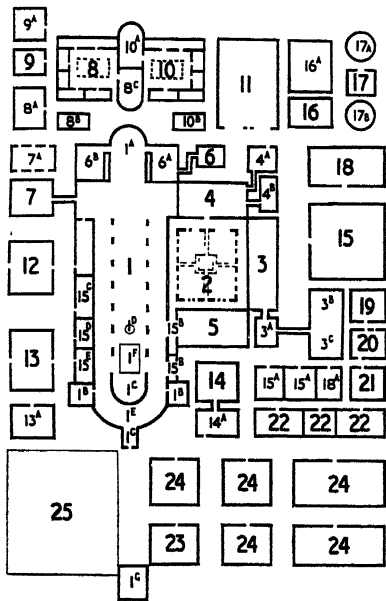 9A 10A 11 16A 17A
9 8 10 17
8A 8C 16 17B
8B 10B
1A
7A 6B 6A 6 4A 18
7 4 4B
1 3 15
12 2
15C 3B 19
1D
15D 15B 5 3A 20
13 1F 3C
15E 15B 14 15A 15A 18A 21
1B 1C 1B
13A 1E 14A 22 22 22
1G
24 24 24
25
23 24 24
1G